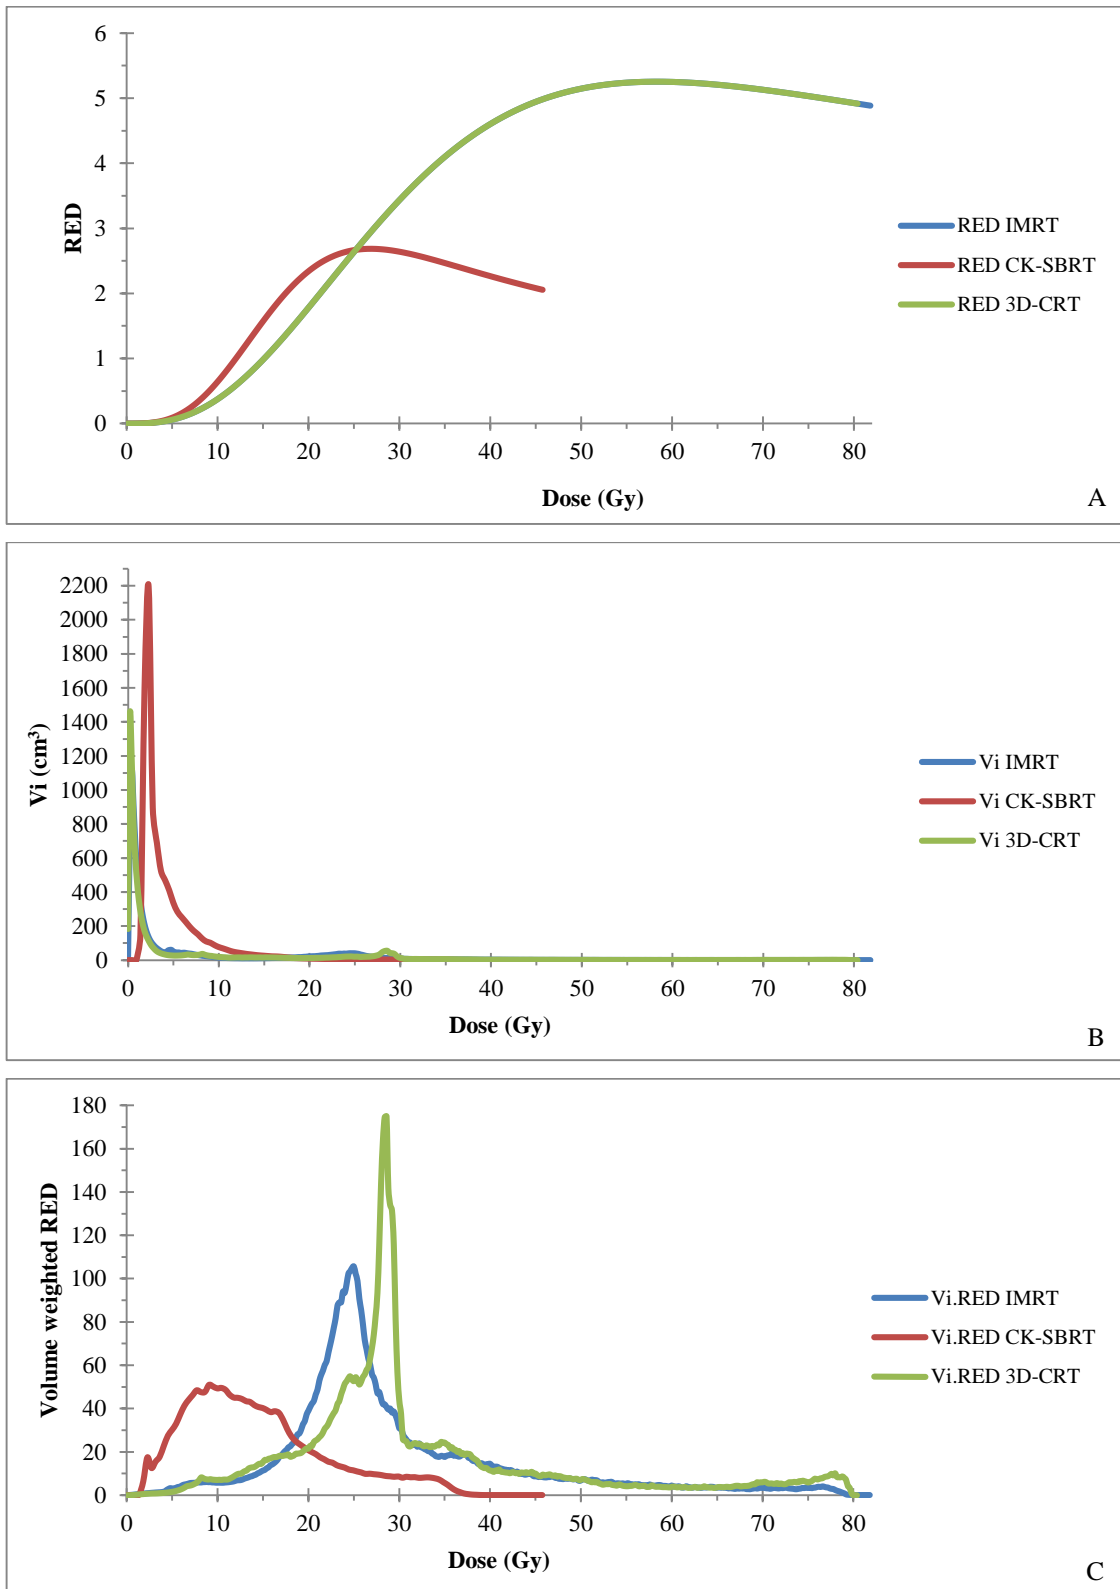 6
5
4
3
2
1
0
RED
0 10 20 30 40 50 60 70 80
Dose (Gy)
RED IMRT
RED CK-SBRT
RED 3D-CRT
A
2200
2000
1800
1600
1400
1200
1000
800
600
400
200
0
Vi (cm³)
0 10 20 30 40 50 60 70 80
Dose (Gy)
Vi IMRT
Vi CK-SBRT
Vi 3D-CRT
B
180
160
140
120
100
80
60
40
20
0
Volume weighted RED
0 10 20 30 40 50 60 70 80
Dose (Gy)
Vi.RED IMRT
Vi.RED CK-SBRT
Vi.RED 3D-CRT
C